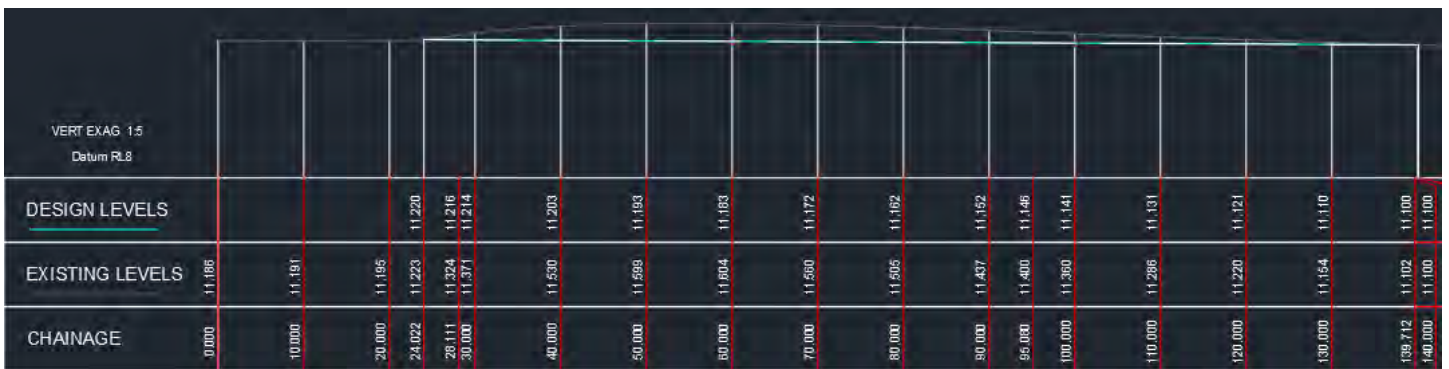 VERT EXAG 1:5
Datum RL8
DESIGN LEVELS 11.220 11.216 11.214 11.203 11.193 11.183 11.172 11.162 11.152 11.146 11.141 11.131 11.121 11.110 11.100 11.100
EXISTING LEVELS 11.186 11.191 11.195 11.223 11.324 11.371 11.530 11.599 11.604 11.560 11.505 11.437 11.400 11.360 11.286 11.220 11.154 11.102 11.100
CHAINAGE 0.000 10.000 20.000 24.022 28.111 30.000 40.000 50.000 60.000 70.000 80.000 90.000 95.080 100.000 110.000 120.000 130.000 139.712 140.000